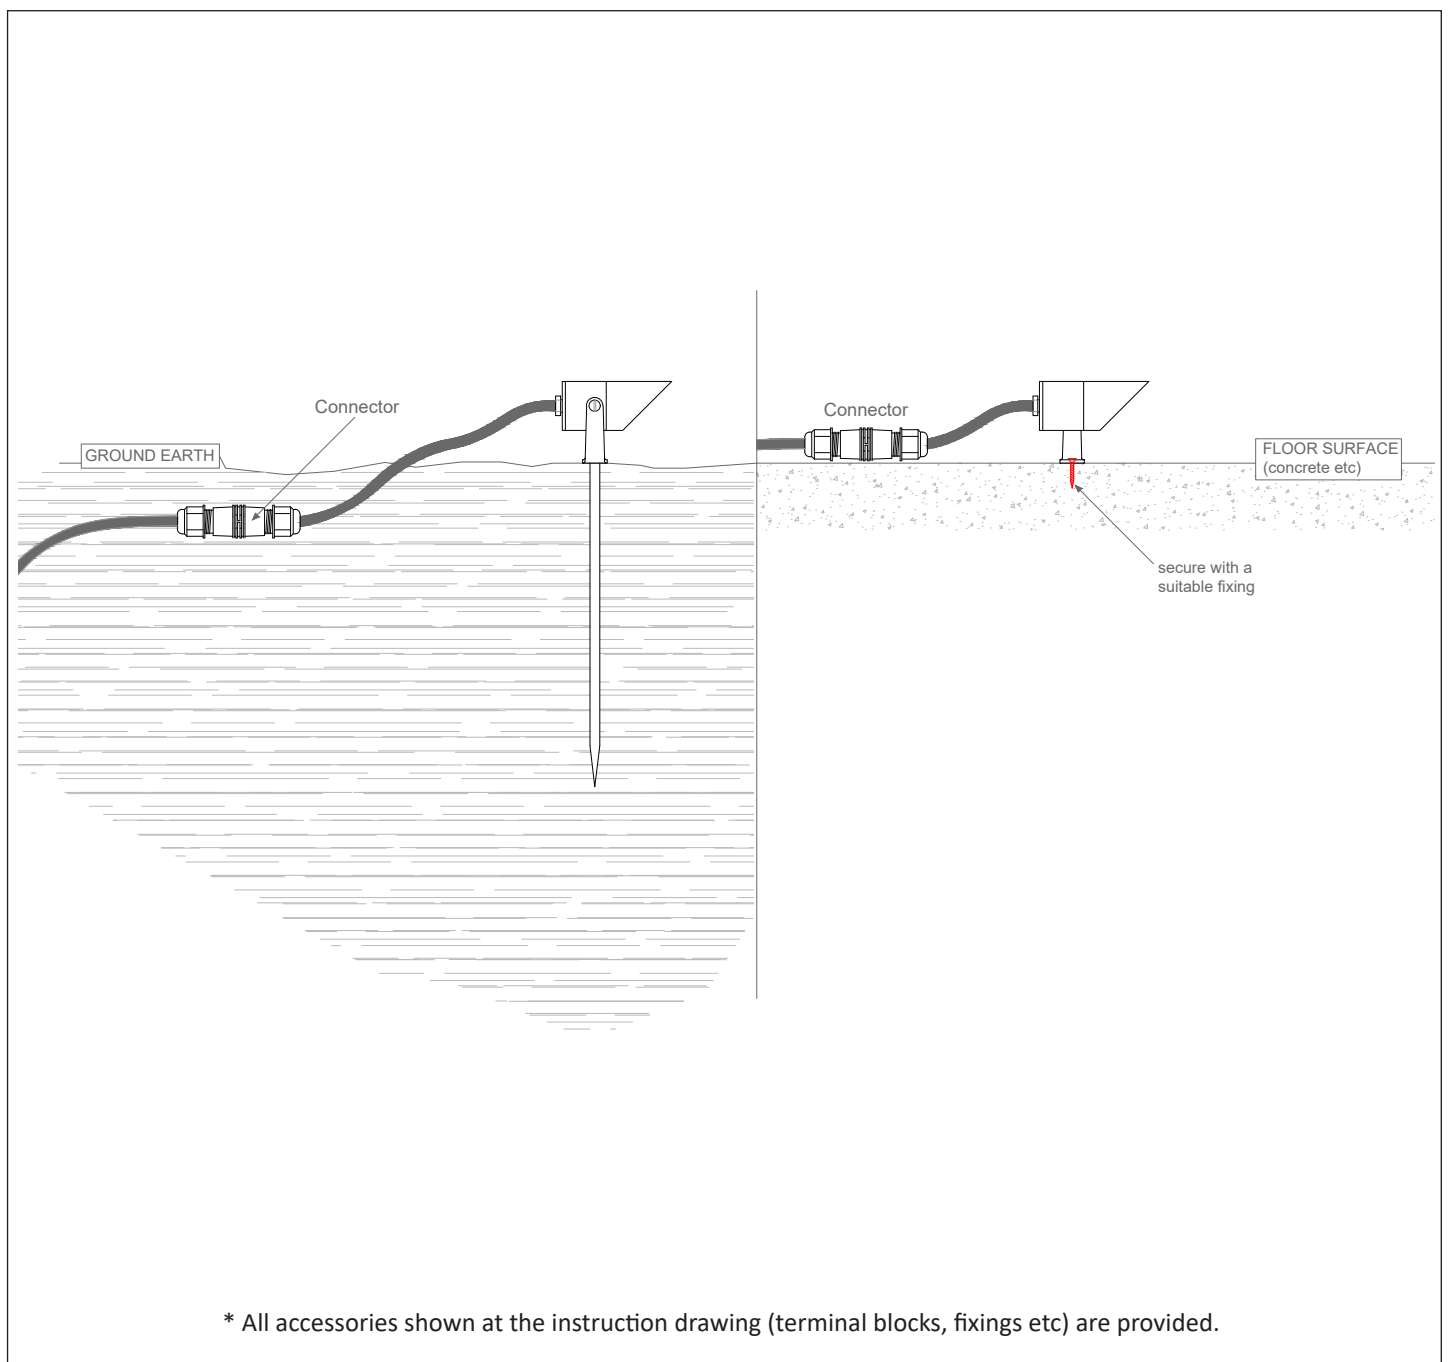 Connector
GROUND EARTH
Connector
FLOOR SURFACE
(concrete etc)
secure with a
suitable fixing
* All accessories shown at the instruction drawing (terminal blocks, fixings etc) are provided.